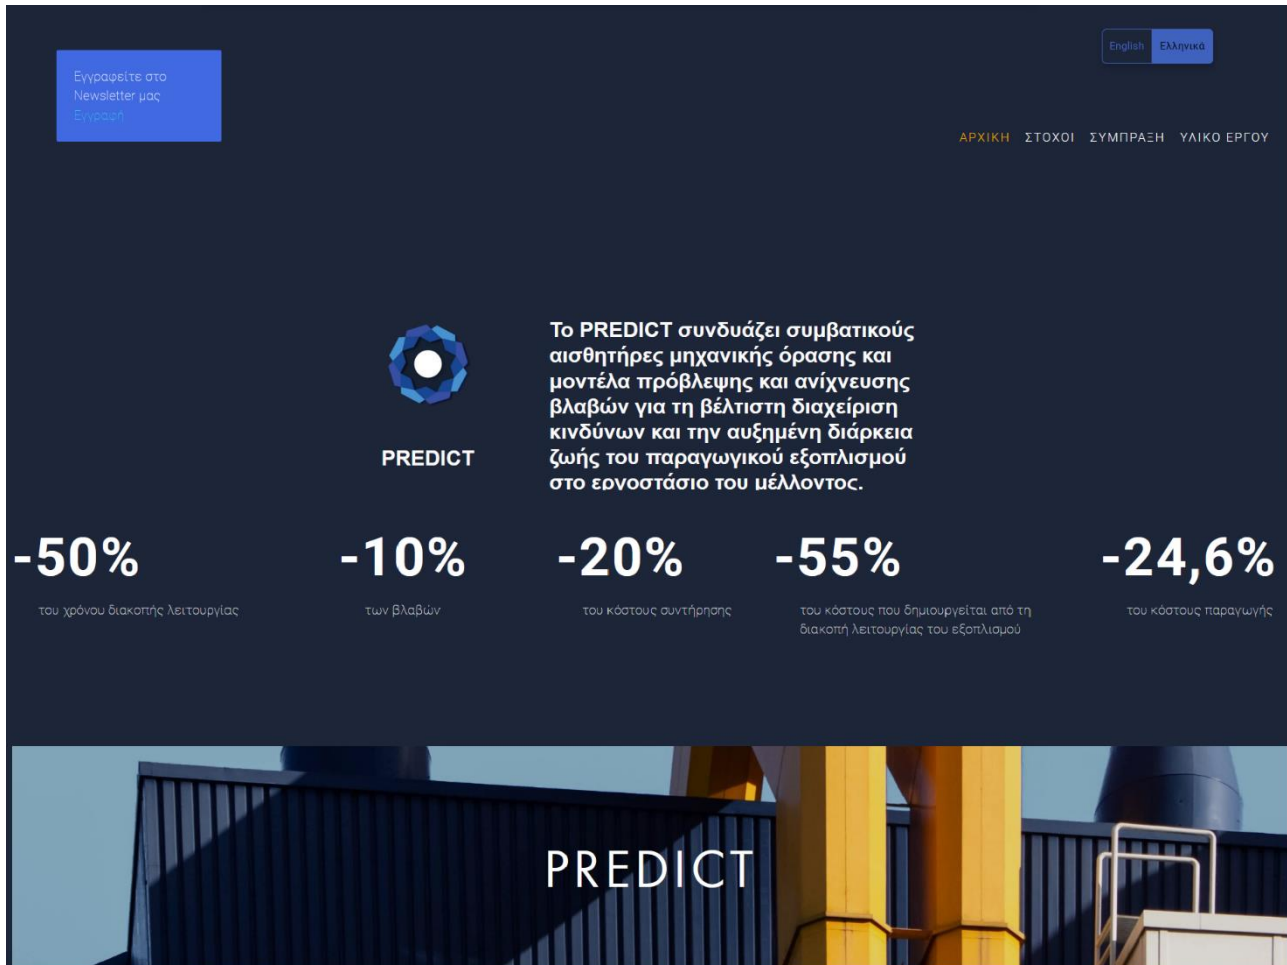 English Ελληνικά
Εγγραφείτε στο
Newsletter μας
Εγγραφή
ΑΡΧΙΚΗ ΣΤΟΧΟΙ ΣΥΜΠΡΑΞΗ ΥΛΙΚΟ ΕΡΓΟΥ
PREDICT
Το PREDICT συνδυάζει συμβατικούς
αισθητήρες μηχανικής όρασης και
μοντέλα πρόβλεψης και ανίχνευσης
βλαβών για τη βέλτιστη διαχείριση
κινδύνων και την αυξημένη διάρκεια
ζωής του παραγωγικού εξοπλισμού
στο εργοστάσιο του μέλλοντος.
-50%
του χρόνου διακοπής λειτουργίας
-10%
των βλαβών
-20%
του κόστους συντήρησης
-55%
του κόστους που δημιουργείται από τη
διακοπή λειτουργίας του εξοπλισμού
-24,6%
του κόστους παραγωγής
PREDICT